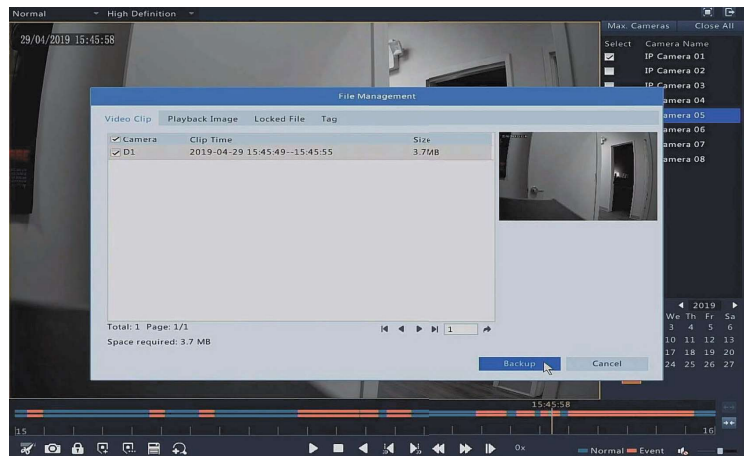 Normal High Definition
Max. Cameras Close All
29/04/2019 15:45:58
Select Camera Name
IP Camera 01
IP Camera 02
IP Camera 03
amera 04
amera 05
amera 06
amera 07
amera 08
File Management
Video Clip Playback Image Locked File Tag
Camera Clip Time Size
D1 2019-04-29 15:45:49--15:45:55 3.7MB
Total: 1 Page: 1/1 1
Space required: 3.7 MB
Backup Cancel
2019
We Th Fr Sa
3 4 5 6
10 11 12 13
17 18 19 20
24 25 26 27
15:45:58
15 16
0x Normal Event